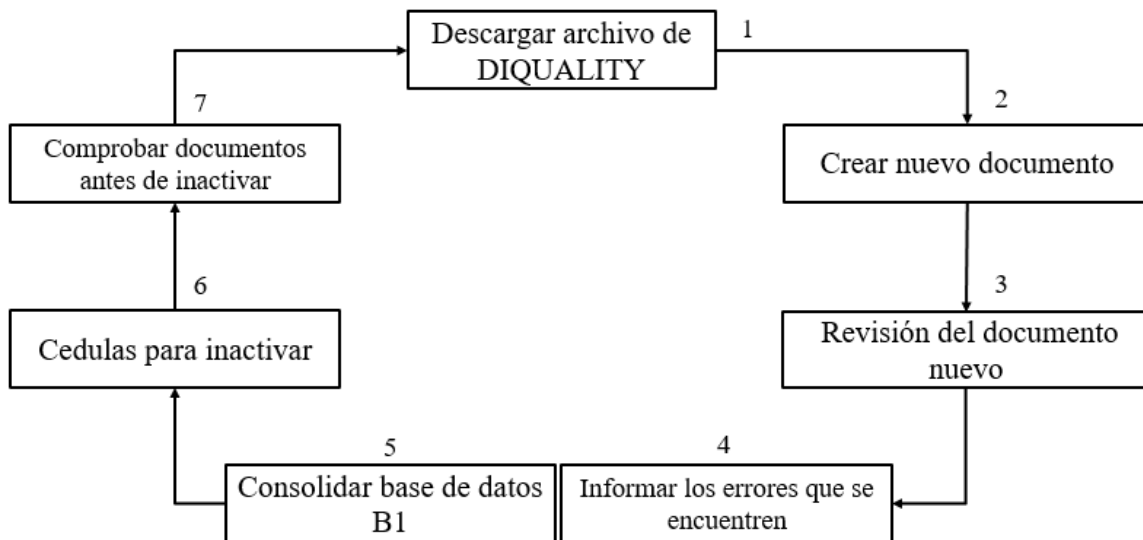 Descargar archivo de
DIQUALITY
1
2
Crear nuevo documento
3
Revisión del documento
nuevo
4
Informar los errores que se
encuentren
5
Consolidar base de datos
B1
6
Cedulas para inactivar
7
Comprobar documentos
antes de inactivar